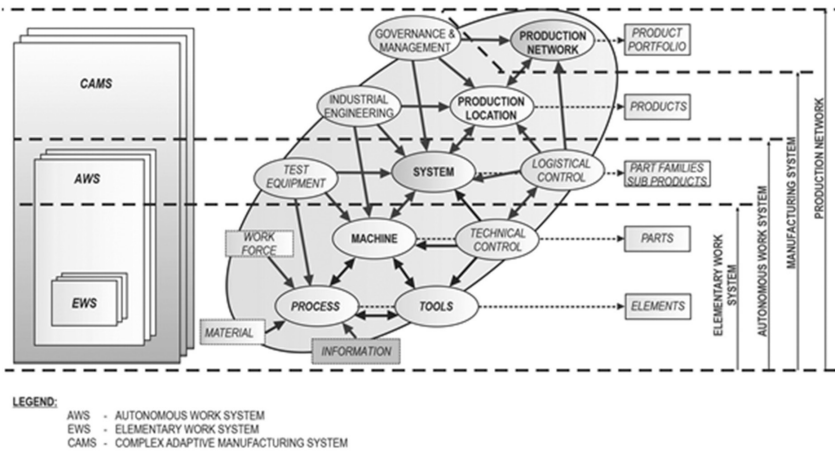 CAMS
AWS
EWS
GOVERNANCE &
MANAGEMENT
PRODUCTION
NETWORK
PRODUCT
PORTFOLIO
INDUSTRIAL
ENGINEERING
PRODUCTION
LOCATION
PRODUCTS
TEST
EQUIPMENT
SYSTEM
LOGISTICAL
CONTROL
PART FAMILIES
SUB PRODUCTS
WORK
FORCE
MACHINE
TECHNICAL
CONTROL
PARTS
PROCESS
TOOLS
ELEMENTS
MATERIAL
INFORMATION
ELEMENTARY WORK
SYSTEM
AUTONOMOUS WORK SYSTEM
MANUFACTURING SYSTEM
PRODUCTION NETWORK
LEGEND:
AWS - AUTONOMOUS WORK SYSTEM
EWS - ELEMENTARY WORK SYSTEM
CAMS - COMPLEX ADAPTIVE MANUFACTURING SYSTEM